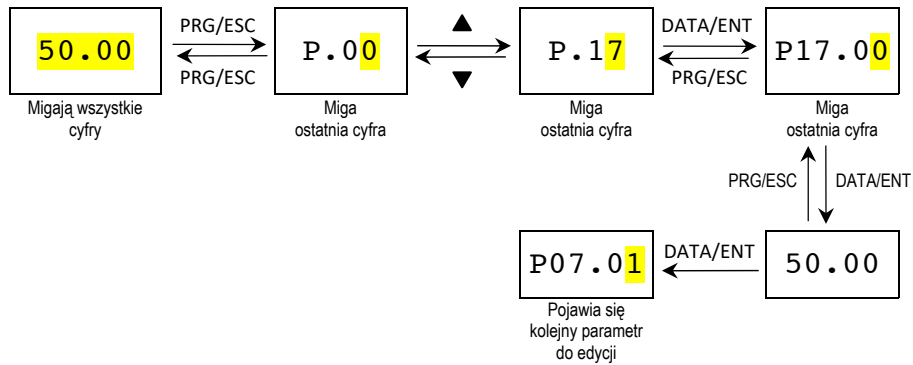 50.00
PRG/ESC
PRG/ESC
P.00
▲
▼
P.17
DATA/ENT
PRG/ESC
P17.00
Migają wszystkie
cyfry
Miga
ostatnia cyfra
Miga
ostatnia cyfra
Miga
ostatnia cyfra
PRG/ESC
DATA/ENT
P07.01
DATA/ENT
50.00
Pojawia się
kolejny parametr
do edycji